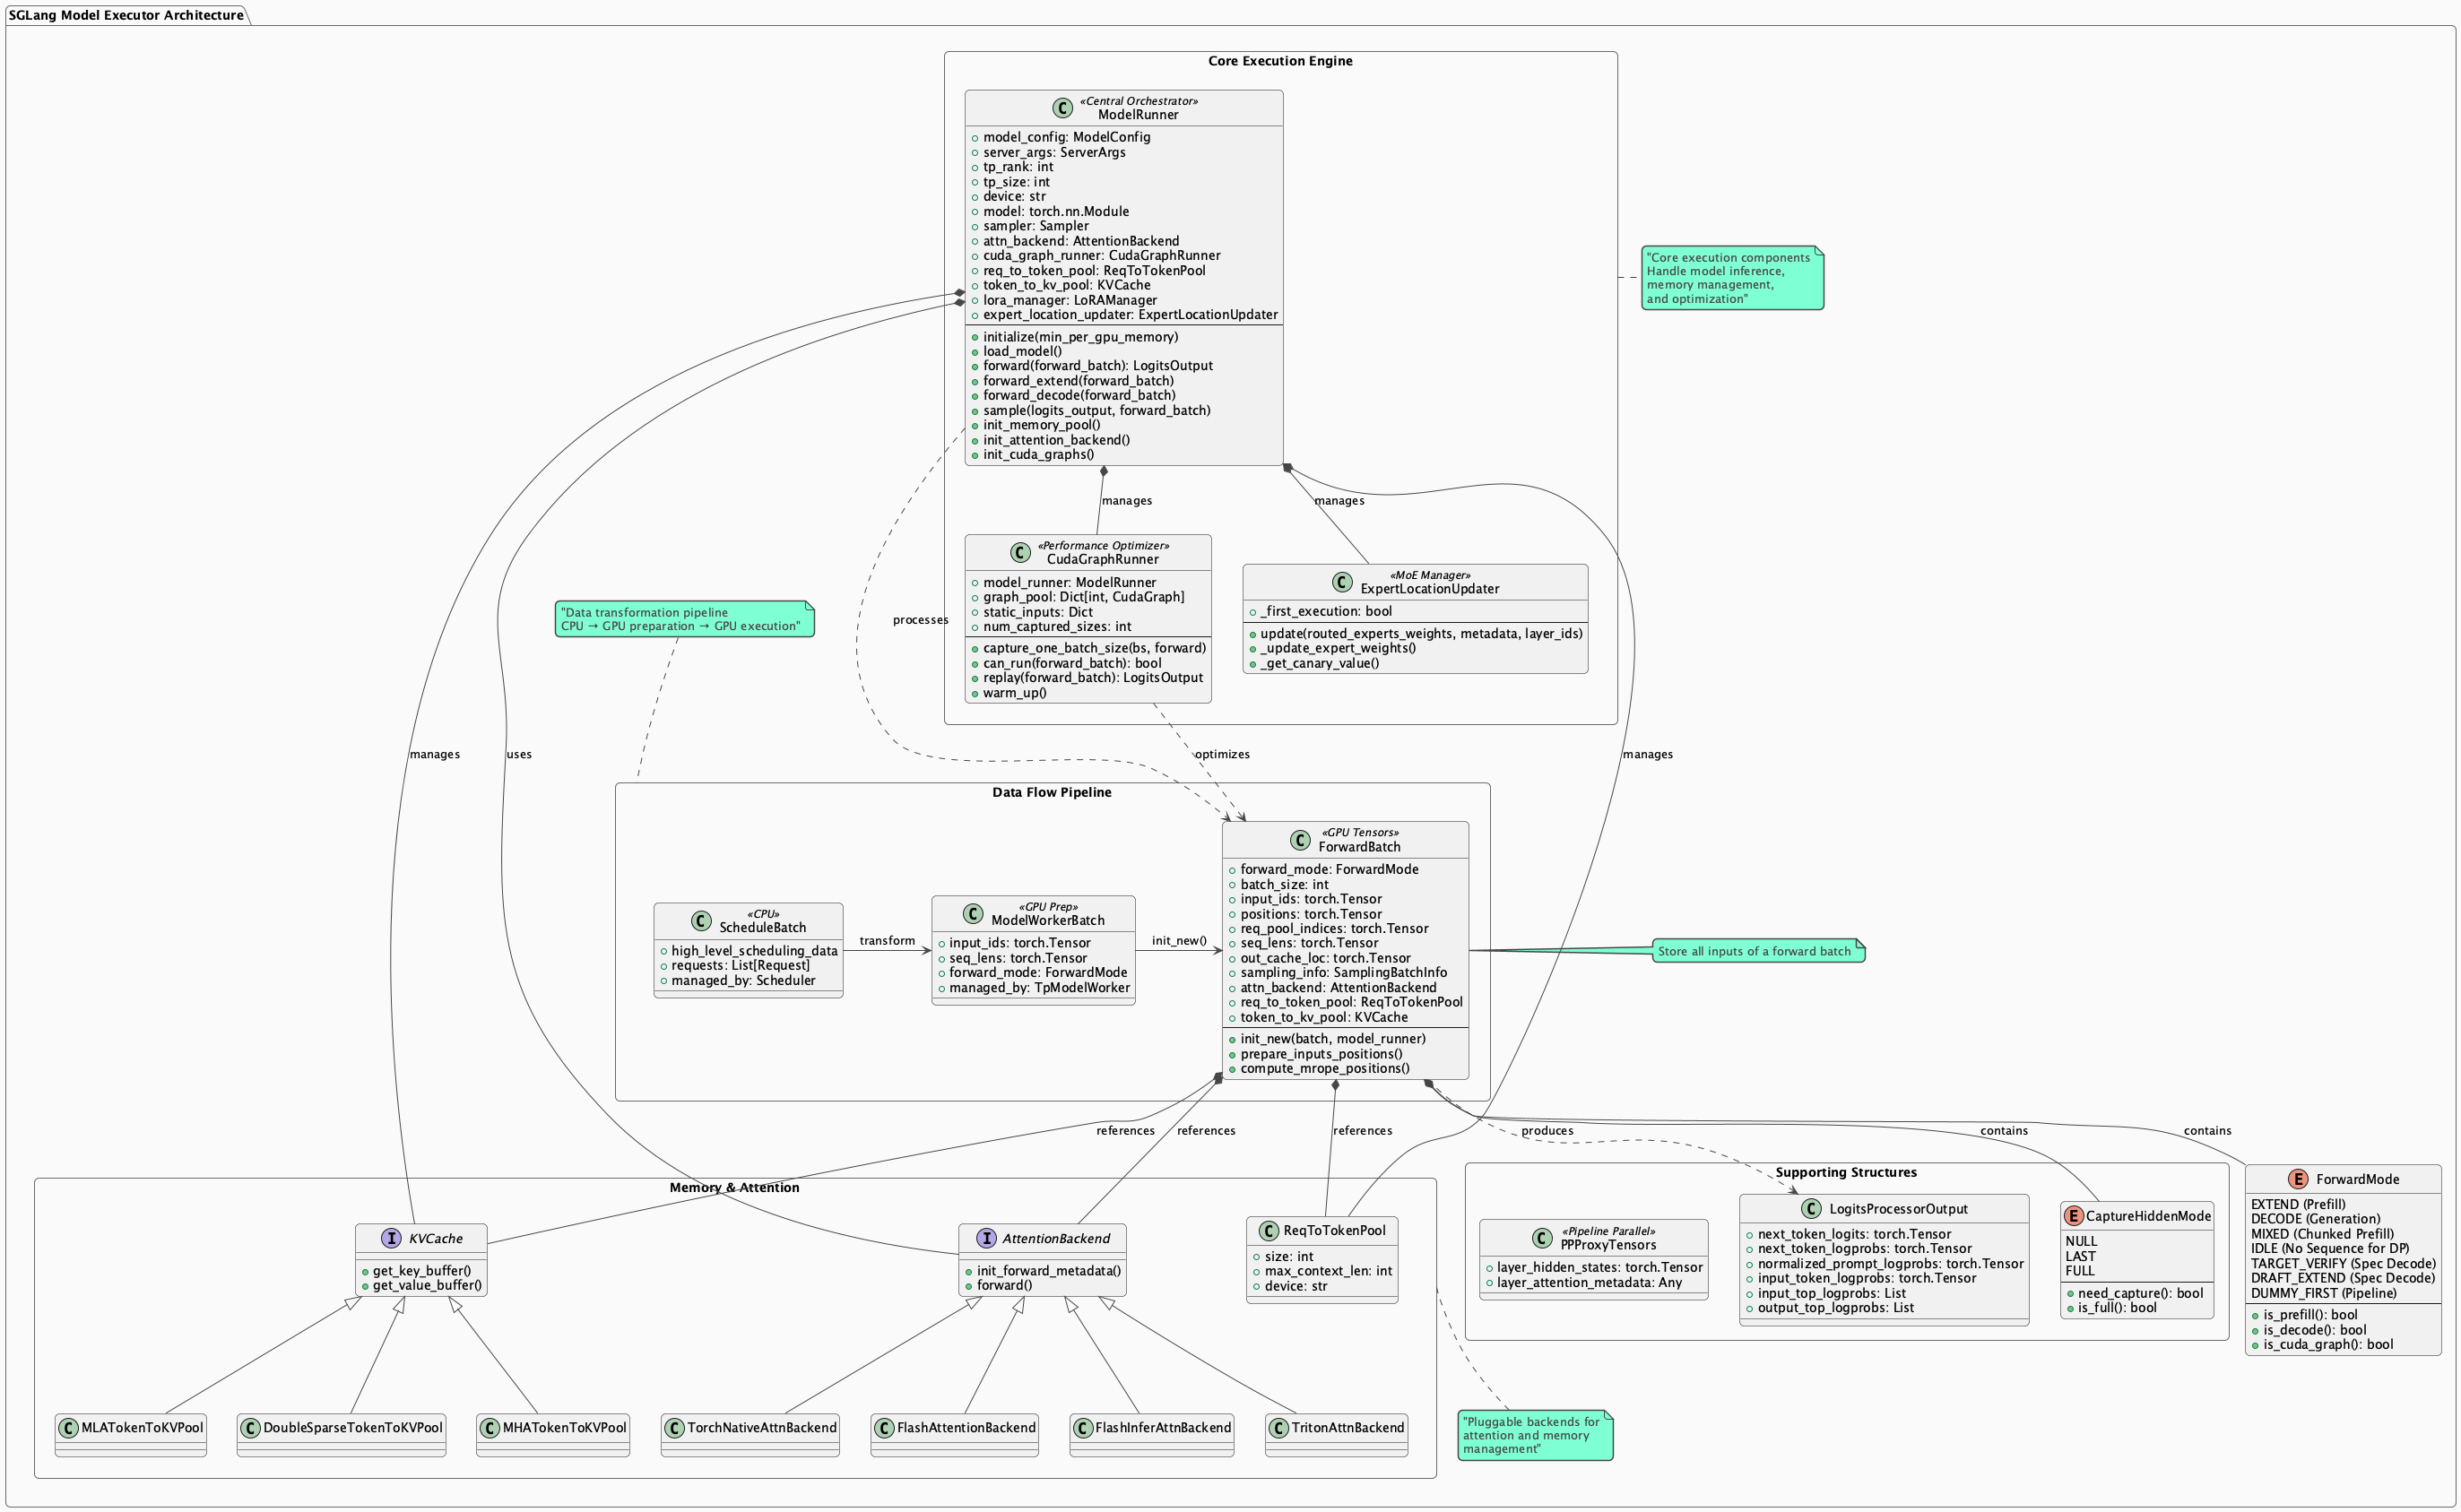 SGLang Model Executor Architecture
Core Execution Engine
C
«Central Orchestrator»
ModelRunner
model_config: ModelConfig
server_args: ServerArgs
tp_rank: int
tp_size: int
device: str
model: torch.nn.Module
sampler: Sampler
attn_backend: AttentionBackend
cuda_graph_runner: CudaGraphRunner
req_to_token_pool: ReqToTokenPool
token_to_kv_pool: KVCache
lora_manager: LoRAManager
expert_location_updater: ExpertLocationUpdater
initialize(min_per_gpu_memory)
load_model()
forward(forward_batch): LogitsOutput
forward_extend(forward_batch)
forward_decode(forward_batch)
sample(logits_output, forward_batch)
init_memory_pool()
init_attention_backend()
init_cuda_graphs()
"Core execution components
Handle model inference,
memory management,
and optimization"
manages
manages
C
«Performance Optimizer»
CudaGraphRunner
model_runner: ModelRunner
graph_pool: Dict[int, CudaGraph]
static_inputs: Dict
num_captured_sizes: int
capture_one_batch_size(bs, forward)
can_run(forward_batch): bool
replay(forward_batch): LogitsOutput
warm_up()
C
«MoE Manager»
ExpertLocationUpdater
_first_execution: bool
update(routed_experts_weights, metadata, layer_ids)
_update_expert_weights()
_get_canary_value()
"Data transformation pipeline
CPU → GPU preparation → GPU execution"
processes
manages
uses
optimizes
manages
Data Flow Pipeline
C
«CPU»
ScheduleBatch
high_level_scheduling_data
requests: List[Request]
managed_by: Scheduler
transform
C
«GPU Prep»
ModelWorkerBatch
input_ids: torch.Tensor
seq_lens: torch.Tensor
forward_mode: ForwardMode
managed_by: TpModelWorker
init_new()
C
«GPU Tensors»
ForwardBatch
forward_mode: ForwardMode
batch_size: int
input_ids: torch.Tensor
positions: torch.Tensor
req_pool_indices: torch.Tensor
seq_lens: torch.Tensor
out_cache_loc: torch.Tensor
sampling_info: SamplingBatchInfo
attn_backend: AttentionBackend
req_to_token_pool: ReqToTokenPool
token_to_kv_pool: KVCache
init_new(batch, model_runner)
prepare_inputs_positions()
compute_mrope_positions()
Store all inputs of a forward batch
references
references
references
produces
contains
contains
Memory & Attention
I
KVCache
get_key_buffer()
get_value_buffer()
I
AttentionBackend
init_forward_metadata()
forward()
C
ReqToTokenPool
size: int
max_context_len: int
device: str
C
MLATokenToKVPool
C
DoubleSparseTokenToKVPool
C
MHATokenToKVPool
C
TorchNativeAttnBackend
C
FlashAttentionBackend
C
FlashInferAttnBackend
C
TritonAttnBackend
"Pluggable backends for
attention and memory
management"
Supporting Structures
C
«Pipeline Parallel»
PPProxyTensors
layer_hidden_states: torch.Tensor
layer_attention_metadata: Any
C
LogitsProcessorOutput
next_token_logits: torch.Tensor
next_token_logprobs: torch.Tensor
normalized_prompt_logprobs: torch.Tensor
input_token_logprobs: torch.Tensor
input_top_logprobs: List
output_top_logprobs: List
E
CaptureHiddenMode
NULL
LAST
FULL
need_capture(): bool
is_full(): bool
E
ForwardMode
EXTEND (Prefill)
DECODE (Generation)
MIXED (Chunked Prefill)
IDLE (No Sequence for DP)
TARGET_VERIFY (Spec Decode)
DRAFT_EXTEND (Spec Decode)
DUMMY_FIRST (Pipeline)
is_prefill(): bool
is_decode(): bool
is_cuda_graph(): bool